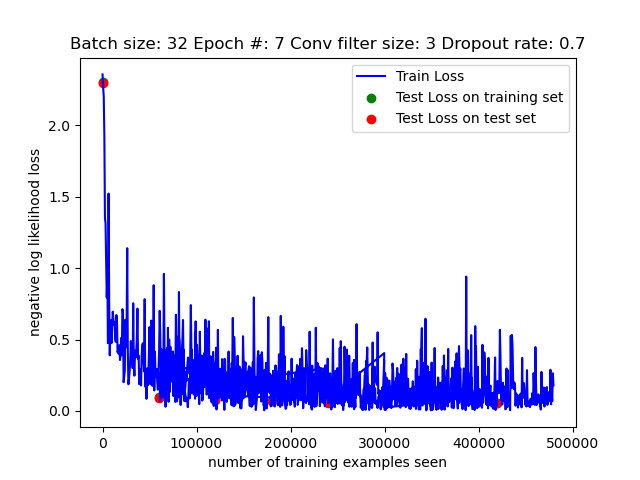 Batch size: 32 Epoch #: 7 Conv filter size: 3 Dropout rate: 0.7
Train Loss
Test Loss on training set
Test Loss on test set
negative log likelihood loss
2.0
1.5
1.0
0.5
0.0
0 100000 200000 300000 400000 500000
number of training examples seen